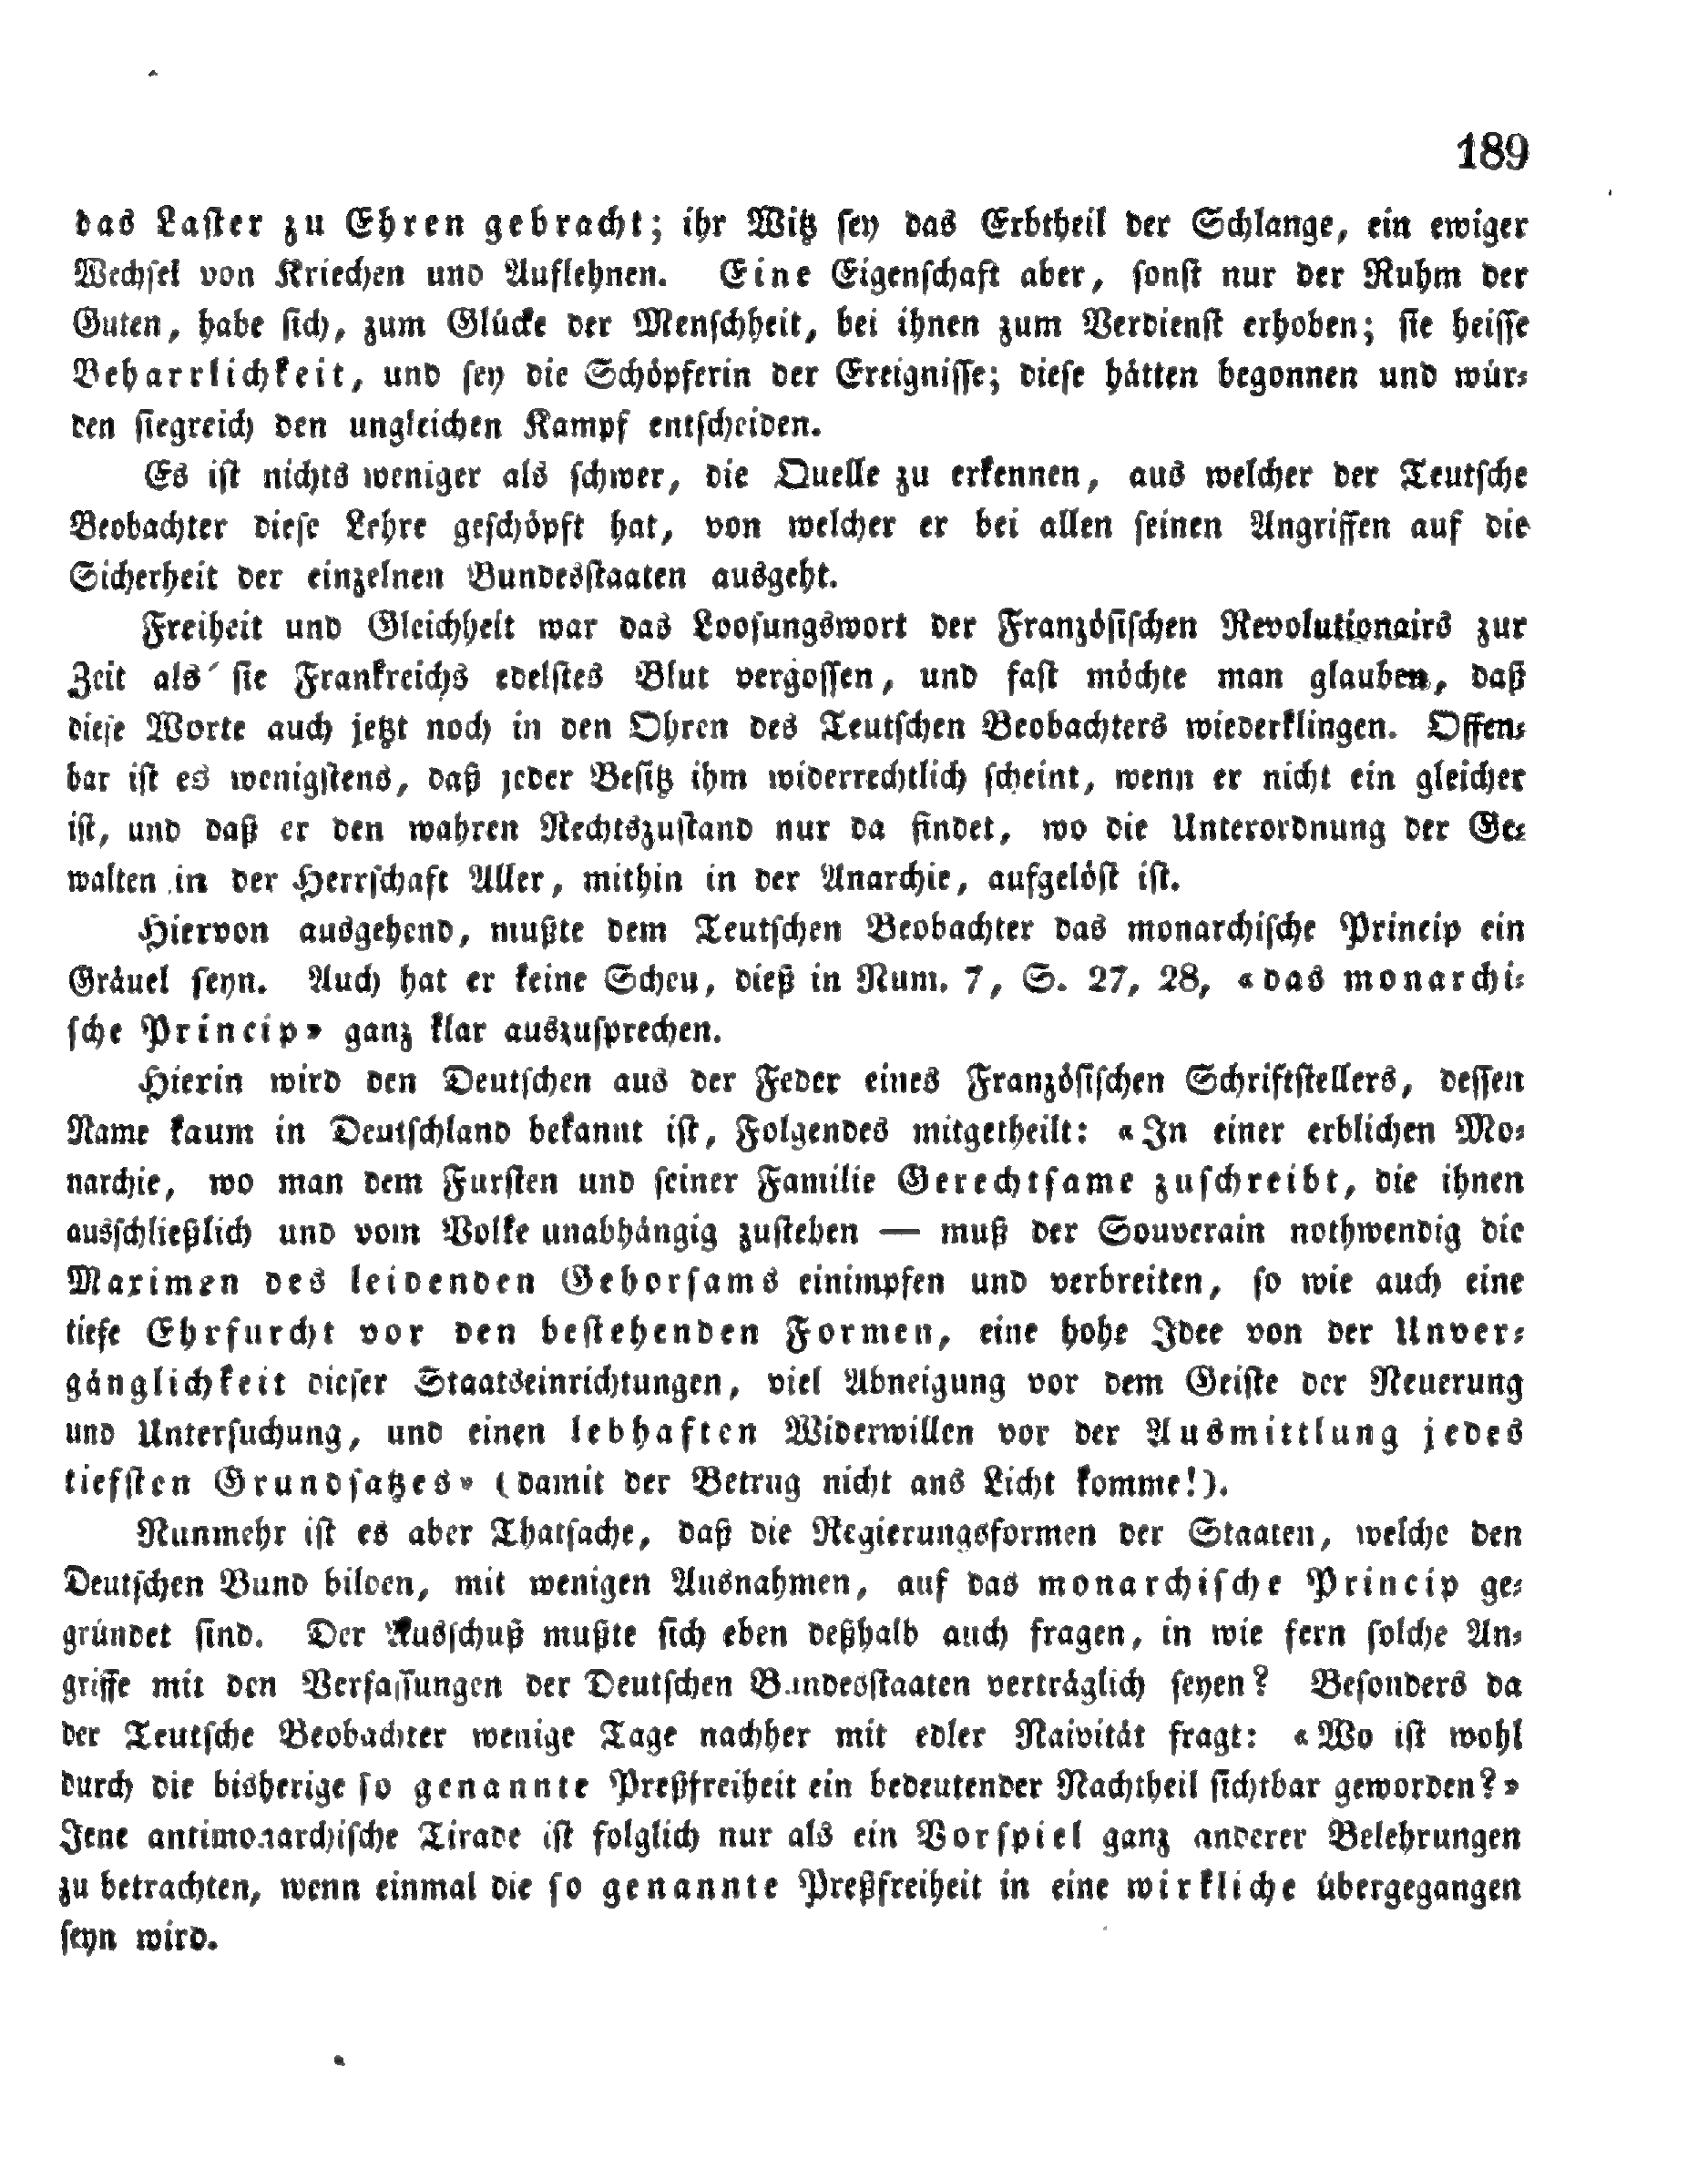 189
das Laſter zu Ehren gebracht; ihr Witz ſey das Erbtheil der Schlange, ein ewiger
Wechſel von Kriechen und Auflehnen. Eine Eigenſchaft aber, ſonſt nur der Ruhm der
Guten, habe ſich, zum Glücke der Menſchheit, bei ihnen zum Verdienſt erhoben; ſie heiſſe
Beharrlichkeit, und ſey die Schöpferin der Ereigniſſe; dieſe hätten begonnen und wür⸗
den ſiegreich den ungleichen Kampf entſcheiden.
Es iſt nichts weniger als ſchwer, die Quelle zu erkennen, aus welcher der Teutſche
Beobachter dieſe Lehre geſchöpft hat, von welcher er bei allen ſeinen Angriffen auf die
Sicherheit der einzelnen Bundesſtaaten ausgeht.
Freiheit und Gleichheit war das Looſungswort der Franzöſiſchen Revolutionairs zur
Zeit als ſie Frankreichs edelſtes Blut vergoſſen, und faſt möchte man glauben, daß
dieſe Worte auch jetzt noch in den Ohren des Teutſchen Beobachters wiederklingen. Offen⸗
bar iſt es wenigſtens, daß jeder Beſitz ihm widerrechtlich ſcheint, wenn er nicht ein gleicher
iſt, und daß er den wahren Rechtszuſtand nur da findet, wo die Unterordnung der Ge⸗
walten in der Herrſchaft Aller, mithin in der Anarchie, aufgelöſt iſt.
Hiervon ausgehend, mußte dem Teutſchen Beobachter das monarchiſche Princip ein
Gräuel ſeyn. Auch hat er keine Scheu, dieß in Num. 7, S. 27, 28, «das monarchi⸗
ſche Princip» ganz klar auszuſprechen.
Hierin wird den Deutſchen aus der Feder eines Franzöſiſchen Schriftſtellers, deſſen
Name kaum in Deutſchland bekannt iſt, Folgendes mitgetheilt: «In einer erblichen Mo⸗
narchie, wo man dem Furſten und ſeiner Familie Gerechtſame zuſchreibt, die ihnen
ausſchließlich und vom Volke unabhängig zuſtehen — muß der Souverain nothwendig die
Maximen des leidenden Gehorſams einimpfen und verbreiten, ſo wie auch eine
tiefe Ehrfurcht vor den beſtehenden Formen, eine hohe Idee von der Unver⸗
gänglichkeit dieſer Staatseinrichtungen, viel Abneigung vor dem Geiſte der Neuerung
und Unterſuchung, und einen lebhaften Widerwillen vor der Ausmittlung jedes
tiefſten Grundſatzes» (damit der Betrug nicht ans Licht komme!).
Nunmehr iſt es aber Thatſache, daß die Regierungsformen der Staaten, welche den
Deutſchen Bund bilden, mit wenigen Ausnahmen, auf das monarchiſche Princip ge⸗
gründet ſind. Der Ausſchuß mußte ſich eben deßhalb auch fragen, in wie fern ſolche An⸗
griffe mit den Verfaſſungen der Deutſchen Bundesſtaaten verträglich ſeyen? Beſonders da
der Teutſche Beobachter wenige Tage nachher mit edler Naivität fragt: «Wo iſt wohl
durch die bisherige ſo genannte Preßfreiheit ein bedeutender Nachtheil ſichtbar geworden?»
Jene antimonarchiſche Tirade iſt folglich nur als ein Vorſpiel ganz anderer Belehrungen
zu betrachten, wenn einmal die ſo genannte Preßfreiheit in eine wirkliche übergegangen
ſeyn wird.